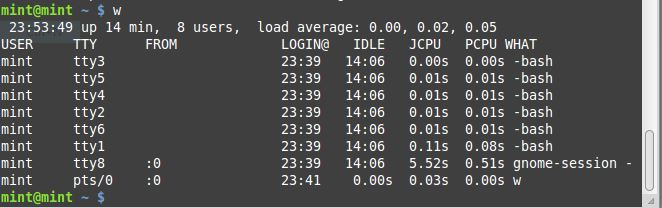 mint@mint ~ $ w
 23:53:49 up 14 min,  8 users,  load average: 0.00, 0.02, 0.05
USER     TTY      FROM             LOGIN@   IDLE   JCPU   PCPU WHAT
mint     tty3                      23:39   14:06   0.00s  0.00s -bash
mint     tty5                      23:39   14:06   0.01s  0.01s -bash
mint     tty4                      23:39   14:06   0.01s  0.01s -bash
mint     tty2                      23:39   14:06   0.01s  0.01s -bash
mint     tty6                      23:39   14:06   0.01s  0.01s -bash
mint     tty1                      23:39   14:06   0.11s  0.08s -bash
mint     tty8     :0               23:39   14:06   5.52s  0.51s gnome-session -
mint     pts/0    :0               23:41    0.00s  0.03s  0.00s w
mint@mint ~ $